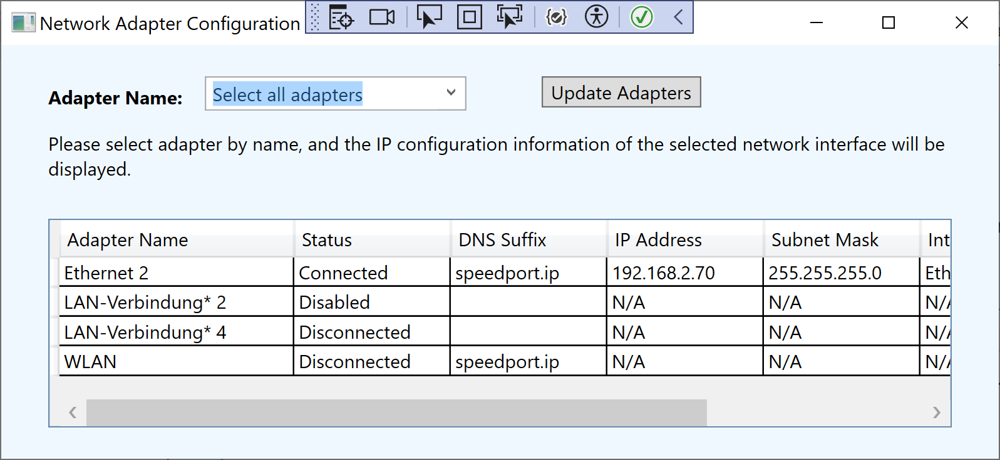 Network Adapter Configuration
Adapter Name: Select all adapters Update Adapters
Please select adapter by name, and the IP configuration information of the selected network interface will be
displayed.
Adapter Name Status DNS Suffix IP Address Subnet Mask Int
Ethernet 2 Connected speedport.ip 192.168.2.70 255.255.255.0 Eth
LAN-Verbindung* 2 Disabled N/A N/A N/A
LAN-Verbindung* 4 Disconnected N/A N/A N/A
WLAN Disconnected speedport.ip N/A N/A N/A